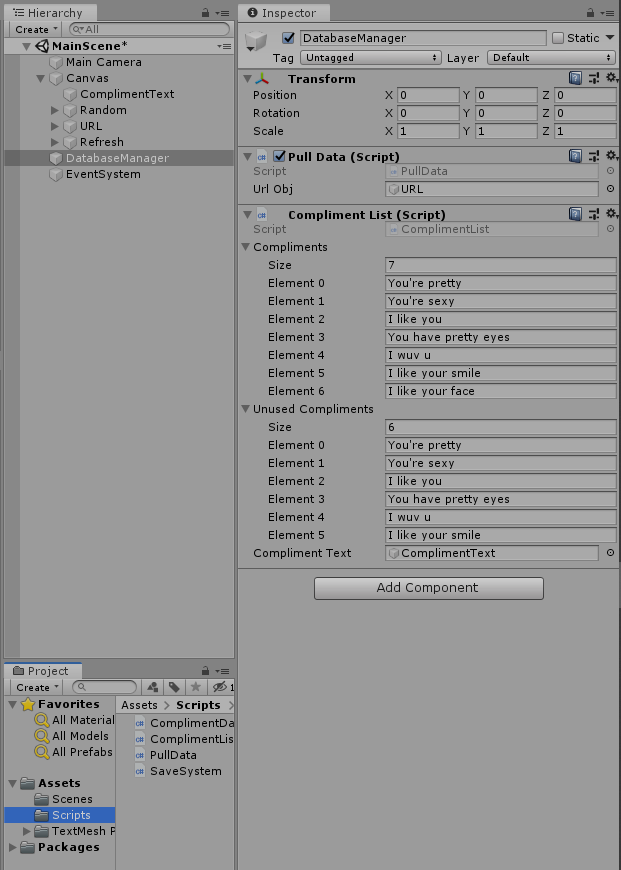 Hierarchy
Create
All
MainScene*
Main Camera
Canvas
ComplimentText
Random
URL
Refresh
DatabaseManager
EventSystem
Inspector
DatabaseManager
Static
Tag Untagged Layer Default
Transform
Position X 0 Y 0 Z 0
Rotation X 0 Y 0 Z 0
Scale X 1 Y 1 Z 1
Pull Data (Script)
Script PullData
Url Obj URL
Compliment List (Script)
Script ComplimentList
Compliments
Size 7
Element 0 You're pretty
Element 1 You're sexy
Element 2 I like you
Element 3 You have pretty eyes
Element 4 I wuv u
Element 5 I like your smile
Element 6 I like your face
Unused Compliments
Size 6
Element 0 You're pretty
Element 1 You're sexy
Element 2 I like you
Element 3 You have pretty eyes
Element 4 I wuv u
Element 5 I like your smile
Compliment Text ComplimentText
Add Component
Project
Create
1
Favorites
All Material
All Models
All Prefabs
Assets
Scenes
Scripts
TextMesh P
Packages
Assets Scripts
ComplimentDa
ComplimentLis
PullData
SaveSystem